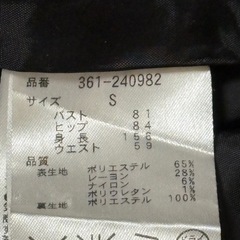 品番 361-240982
サイズ S
バスト 81
ヒップ 84
身長 156
ウエスト 59
品質
表生地 ポリエステル 65%
レーヨン 28%
ナイロン 6%
ポリウレタン 1%
裏生地 ポリエステル 100%